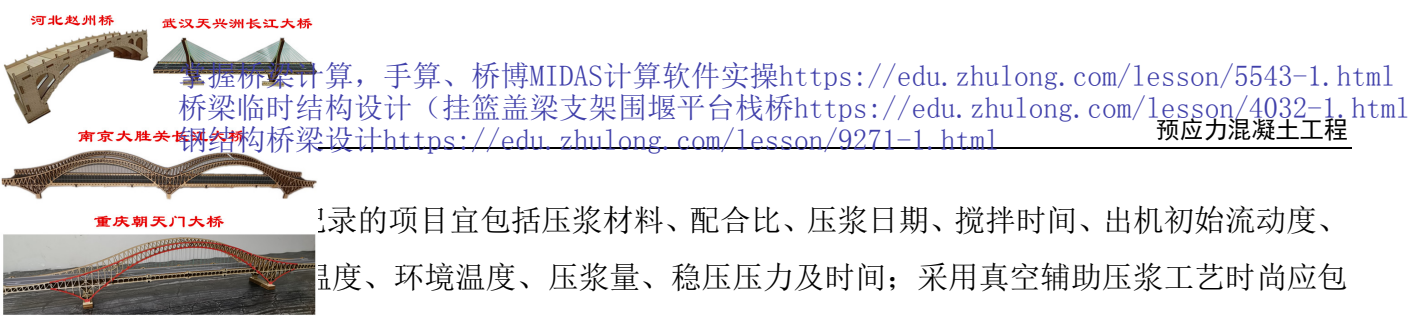 河北赵州桥
武汉天兴洲长江大桥
掌握桥梁计算，手算、桥博MIDAS计算软件实操https://edu.zhulong.com/lesson/5543-1.html
桥梁临时结构设计（挂篮盖梁支架围堰平台栈桥https://edu.zhulong.com/lesson/4032-1.html
南京大胜关长江大桥
钢结构桥梁设计https://edu.zhulong.com/lesson/9271-1.html
预应力混凝土工程
重庆朝天门大桥
录的项目宜包括压浆材料、配合比、压浆日期、搅拌时间、出机初始流动度、
温度、环境温度、压浆量、稳压压力及时间；采用真空辅助压浆工艺时尚应包